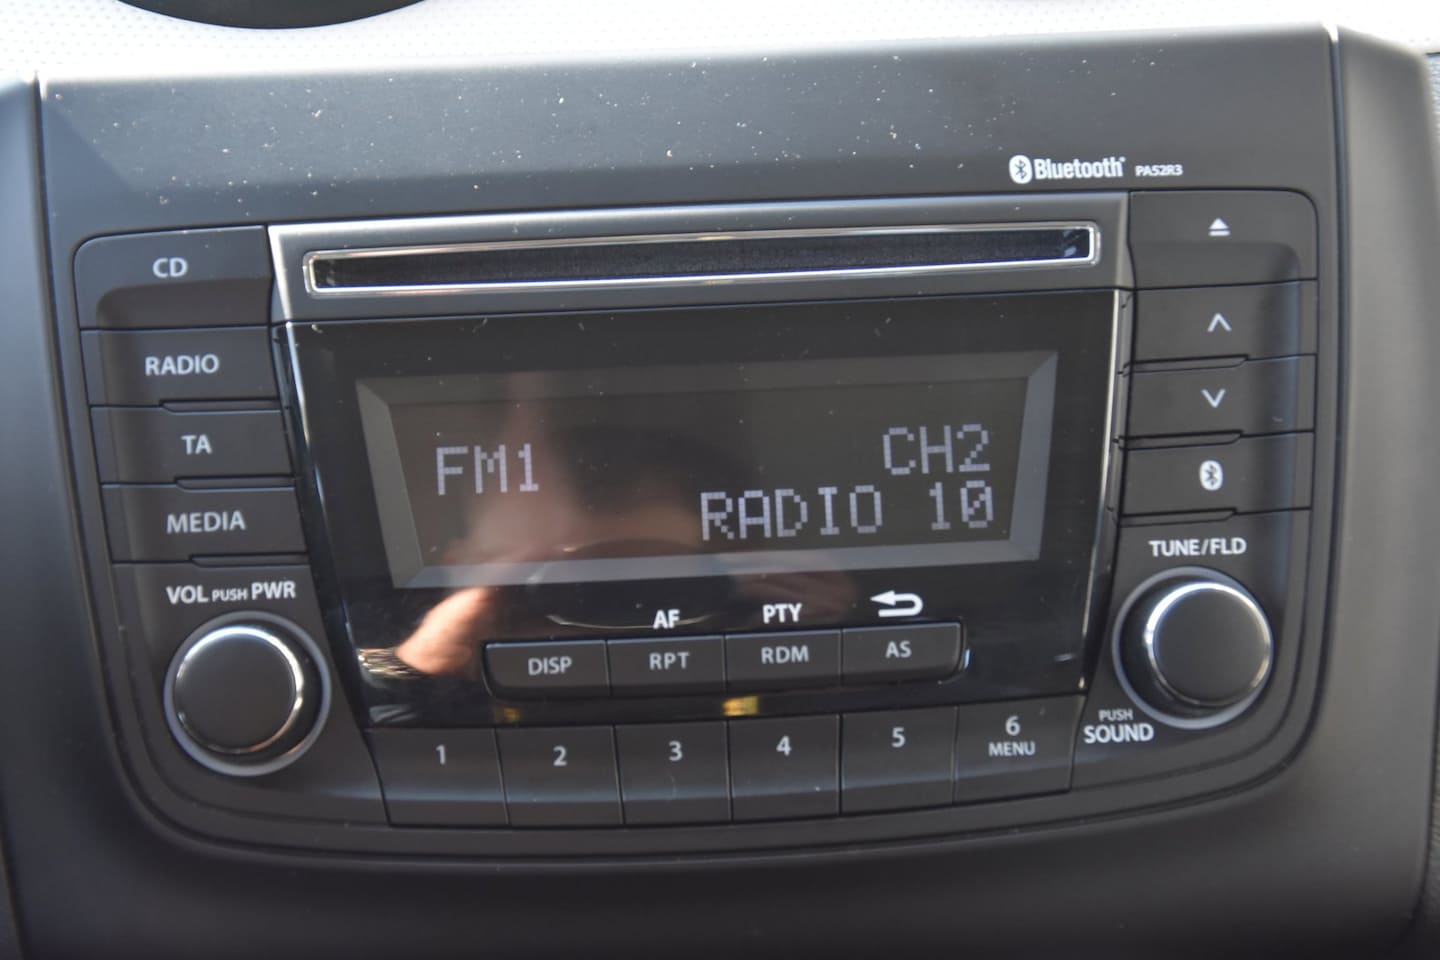 Bluetooth PA52R3
CD
RADIO
TA
MEDIA
VOL PUSH PWR
FM1
CH2
RADIO 10
AF
PTY
DISP
RPT
RDM
AS
1
2
3
4
5
6
MENU
TUNE/FLD
PUSH
SOUND